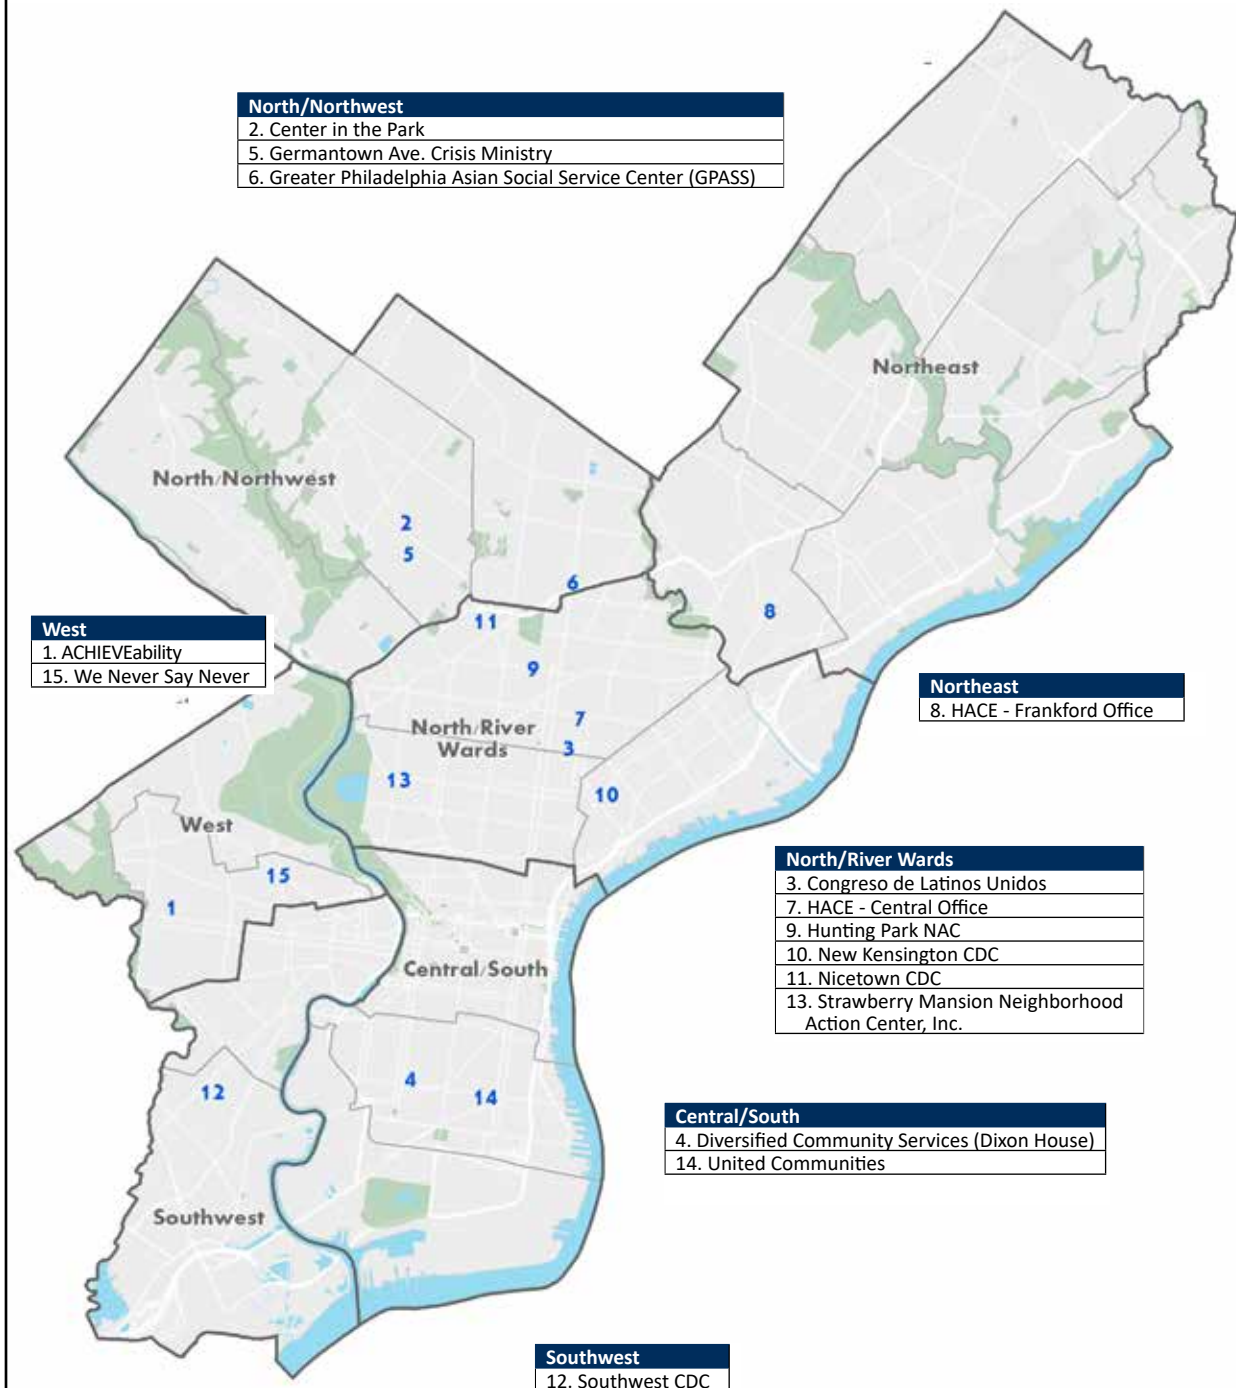 North/Northwest
2. Center in the Park
5. Germantown Ave. Crisis Ministry
6. Greater Philadelphia Asian Social Service Center (GPASS)
Northeast
North/Northwest
2
5
6
8
11
West
1. ACHIEVEability
15. We Never Say Never
9
Northeast
8. HACE - Frankford Office
7
North/River
Wards
3
13
10
West
15
1
North/River Wards
3. Congreso de Latinos Unidos
7. HACE - Central Office
9. Hunting Park NAC
10. New Kensington CDC
11. Nicetown CDC
13. Strawberry Mansion Neighborhood
Action Center, Inc.
Central/South
4
14
12
Central/South
4. Diversified Community Services (Dixon House)
14. United Communities
Southwest
Southwest
12. Southwest CDC